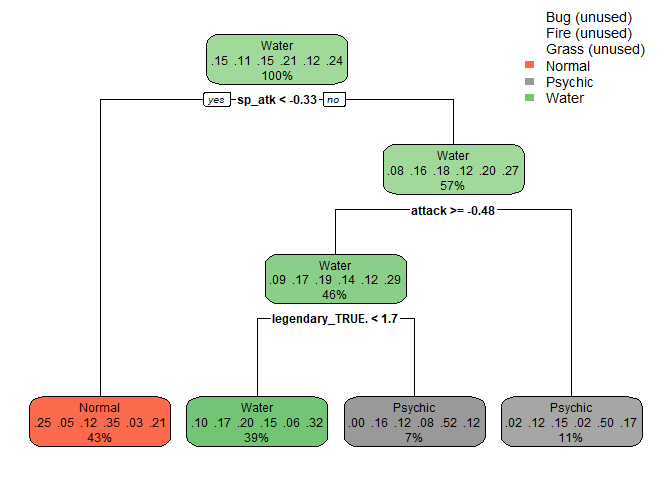 Bug (unused)
Fire (unused)
Grass (unused)
Normal
Psychic
Water
Water
.15 .11 .15 .21 .12 .24
100%
yes sp_atk < -0.33 no
Water
.08 .16 .18 .12 .20 .27
57%
attack >= -0.48
Water
.09 .17 .19 .14 .12 .29
46%
legendary_TRUE. < 1.7
Normal
.25 .05 .12 .35 .03 .21
43%
Water
.10 .17 .20 .15 .06 .32
39%
Psychic
.00 .16 .12 .08 .52 .12
7%
Psychic
.02 .12 .15 .02 .50 .17
11%